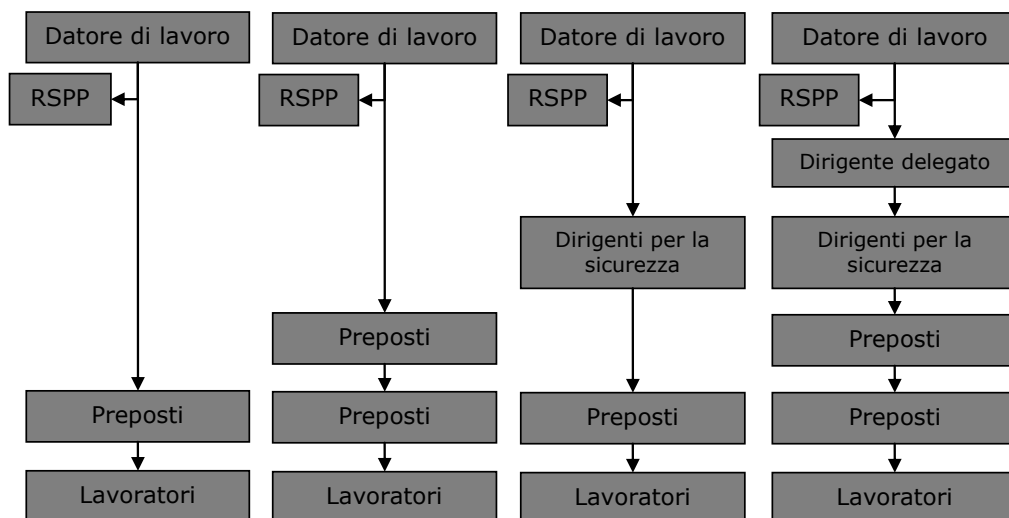 Datore di lavoro
RSPP
Preposti
Lavoratori
Datore di lavoro
RSPP
Preposti
Preposti
Lavoratori
Datore di lavoro
RSPP
Dirigenti per la
sicurezza
Preposti
Lavoratori
Datore di lavoro
RSPP
Dirigente delegato
Dirigenti per la
sicurezza
Preposti
Preposti
Lavoratori